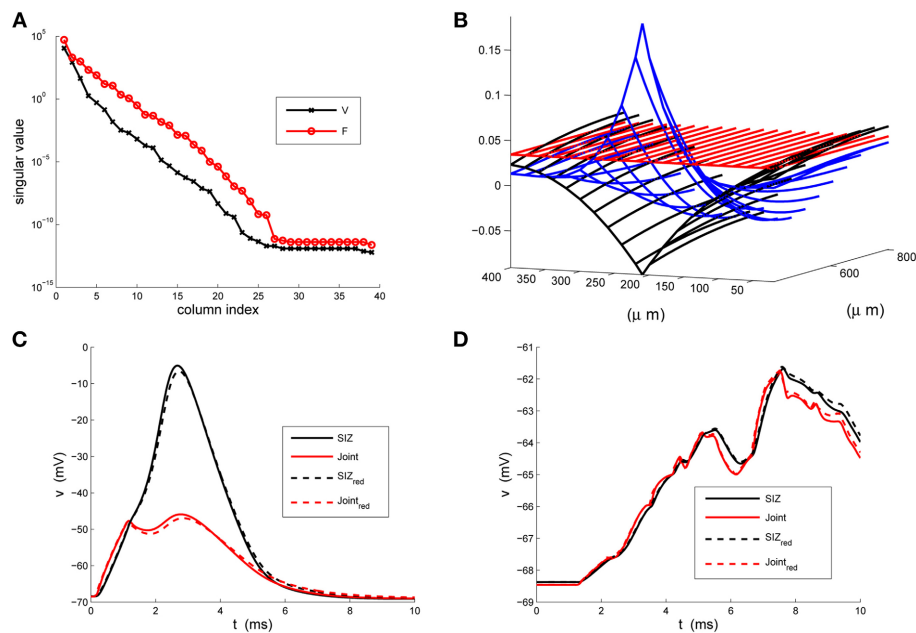 A
10^5
10^0
10^−5
10^−10
10^−15
singular value
0 5 10 15 20 25 30 35 40
column index
V
F
B
0.15
0.1
0.05
0
−0.05
400 350 300 250 200 150 100 50
(μ m)
600
800
(μ m)
C
0
−10
−20
−30
−40
−50
−60
−70
v (mV)
0 2 4 6 8 10
t (ms)
SIZ
Joint
SIZ_red
Joint_red
D
−61
−62
−63
−64
−65
−66
−67
−68
−69
v (mV)
0 2 4 6 8 10
t (ms)
SIZ
Joint
SIZ_red
Joint_red